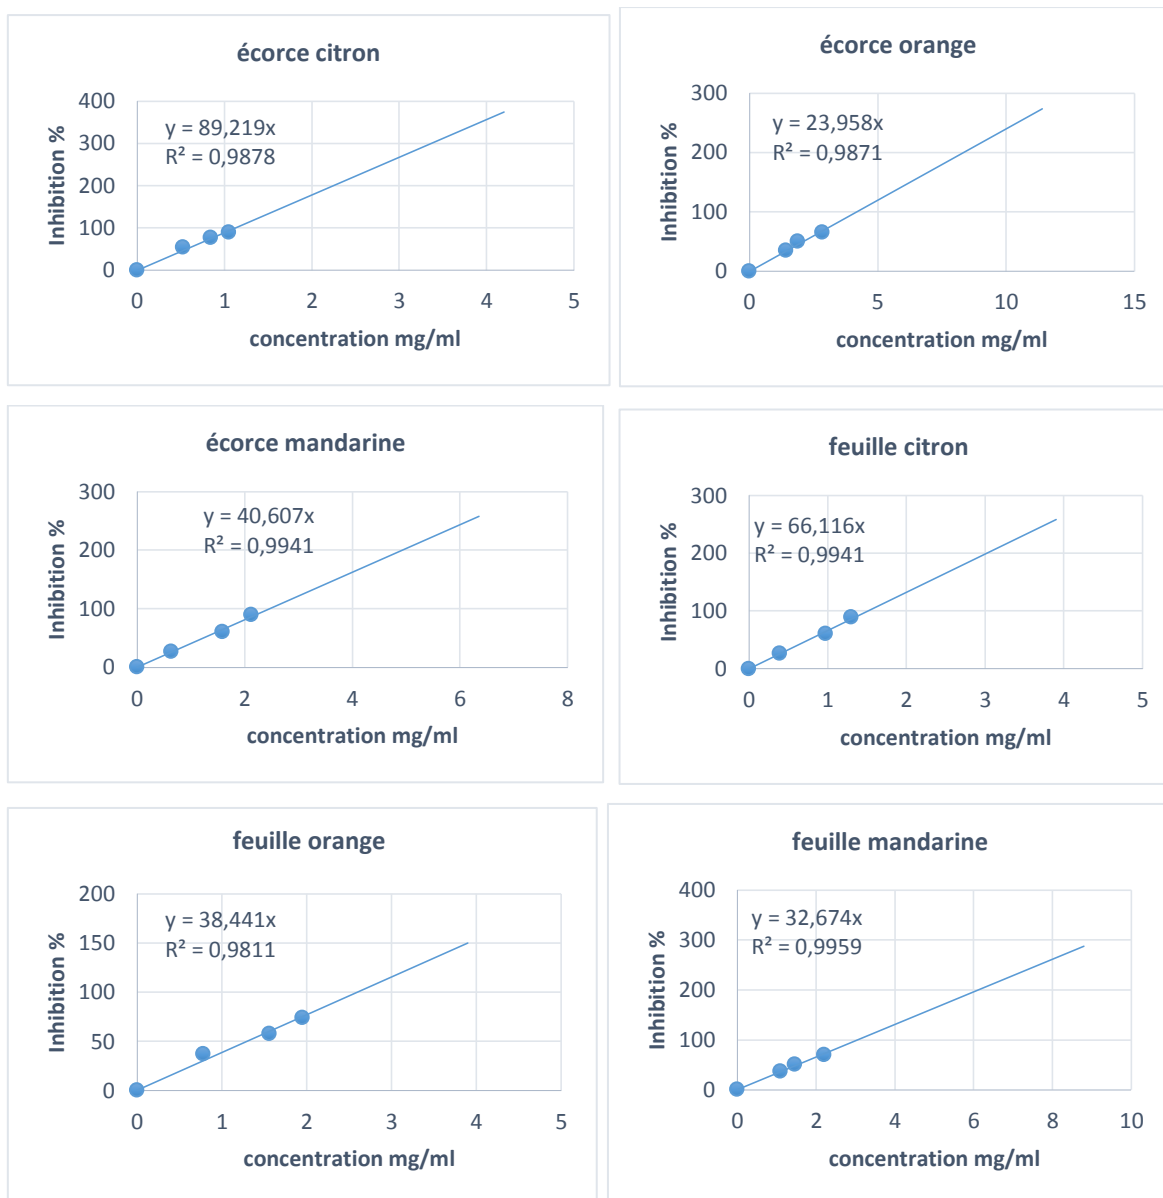 écorce citron
400
300
200
100
0
y = 89,219x
R² = 0,9878
Inhibition %
0 1 2 3 4 5
concentration mg/ml
écorce orange
300
200
100
0
y = 23,958x
R² = 0,9871
Inhibition %
0 5 10 15
concentration mg/ml
écorce mandarine
300
200
100
0
y = 40,607x
R² = 0,9941
Inhibition %
0 2 4 6 8
concentration mg/ml
feuille citron
300
200
100
0
y = 66,116x
R² = 0,9941
Inhibition %
0 1 2 3 4 5
concentration mg/ml
feuille orange
200
150
100
50
0
y = 38,441x
R² = 0,9811
Inhibition %
0 1 2 3 4 5
concentration mg/ml
feuille mandarine
400
300
200
100
0
y = 32,674x
R² = 0,9959
Inhibition %
0 2 4 6 8 10
concentration mg/ml